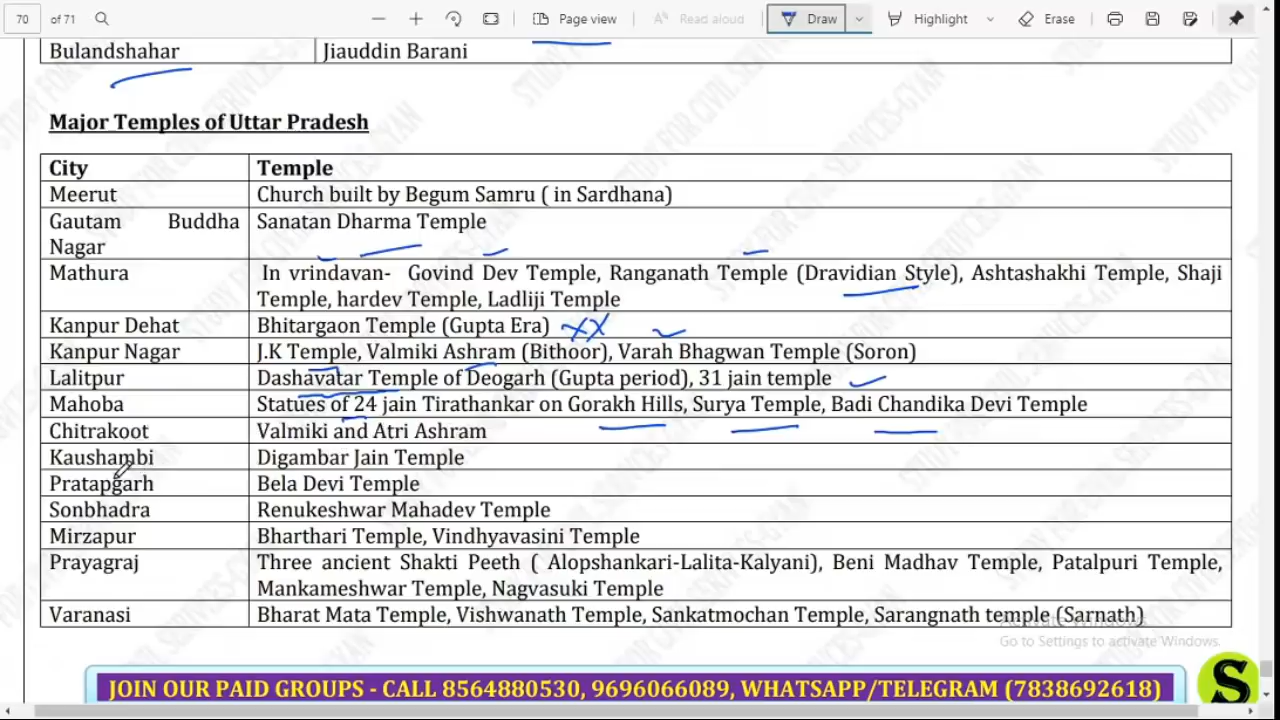 70 of 71 Page view Read aloud Draw Highlight Erase
Bulandshahar Jiauddin Barani
Major Temples of Uttar Pradesh
City Temple
Meerut Church built by Begum Samru ( in Sardhana)
Gautam Buddha Sanatan Dharma Temple
Nagar
Mathura In vrindavan- Govind Dev Temple, Ranganath Temple (Dravidian Style), Ashtashakhi Temple, Shaji
Temple, hardev Temple, Ladliji Temple
Kanpur Dehat Bhitargaon Temple (Gupta Era)
Kanpur Nagar J.K Temple, Valmiki Ashram (Bithoor), Varah Bhagwan Temple (Soron)
Lalitpur Dashavatar Temple of Deogarh (Gupta period), 31 jain temple
Mahoba Statues of 24 jain Tirathankar on Gorakh Hills, Surya Temple, Badi Chandika Devi Temple
Chitrakoot Valmiki and Atri Ashram
Kaushambi Digambar Jain Temple
Pratapgarh Bela Devi Temple
Sonbhadra Renukeshwar Mahadev Temple
Mirzapur Bharthari Temple, Vindhyavasini Temple
Prayagraj Three ancient Shakti Peeth ( Alopshankari-Lalita-Kalyani), Beni Madhav Temple, Patalpuri Temple,
Mankameshwar Temple, Nagvasuki Temple
Varanasi Bharat Mata Temple, Vishwanath Temple, Sankatmochan Temple, Sarangnath temple (Sarnath)
Activate Windows
Go to Settings to activate Windows.
JOIN OUR PAID GROUPS - CALL 8564880530, 9696066089, WHATSAPP/TELEGRAM (7838692618)
S